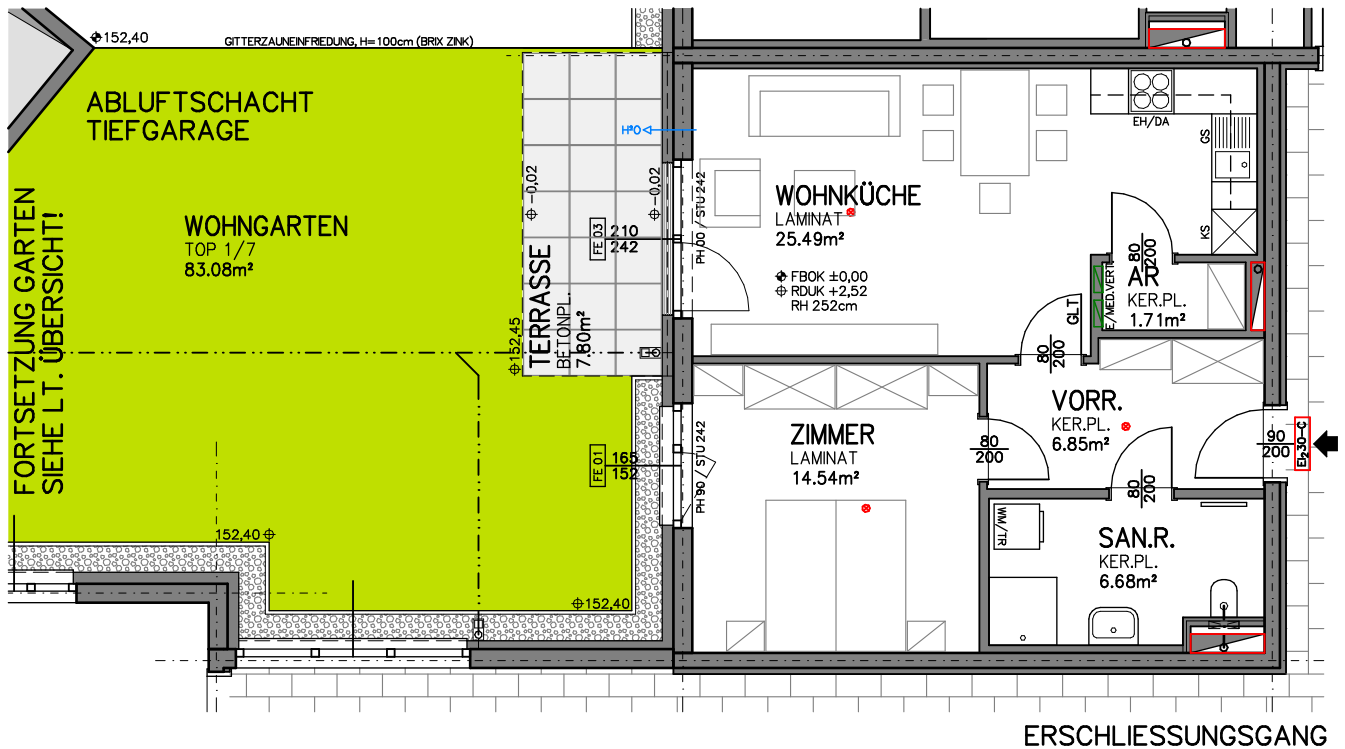 152,40
GITTERZAUNEINFRIEDUNG, H=100cm (BRIX ZINK)
ABLUFTSCHACHT
TIEFGARAGE
FORTSETZUNG GARTEN
SIEHE LT. ÜBERSICHT!
WOHNGARTEN
TOP 1/7
83.08m²
152,40
152,40
152,45
-0,02
-0,02
TERRASSE
BETONPL.
7.80m²
FE 03
210
242
PH 00 / STU 242
FE 01
165
152
PH 90 / STU 242
WOHNKÜCHE
LAMINAT
25.49m²
FBOK ±0,00
RDUK +2,52
RH 252cm
EH/DA
GS
KS
80
200
AR
KER.PL.
1.71m²
E/MED.VERT.
GLT
80
200
VORR.
KER.PL.
6.85m²
ZIMMER
LAMINAT
14.54m²
80
200
90
200
EI₂30-C
80
200
WM/TR
SAN.R.
KER.PL.
6.68m²
ERSCHLIESSUNGSGANG